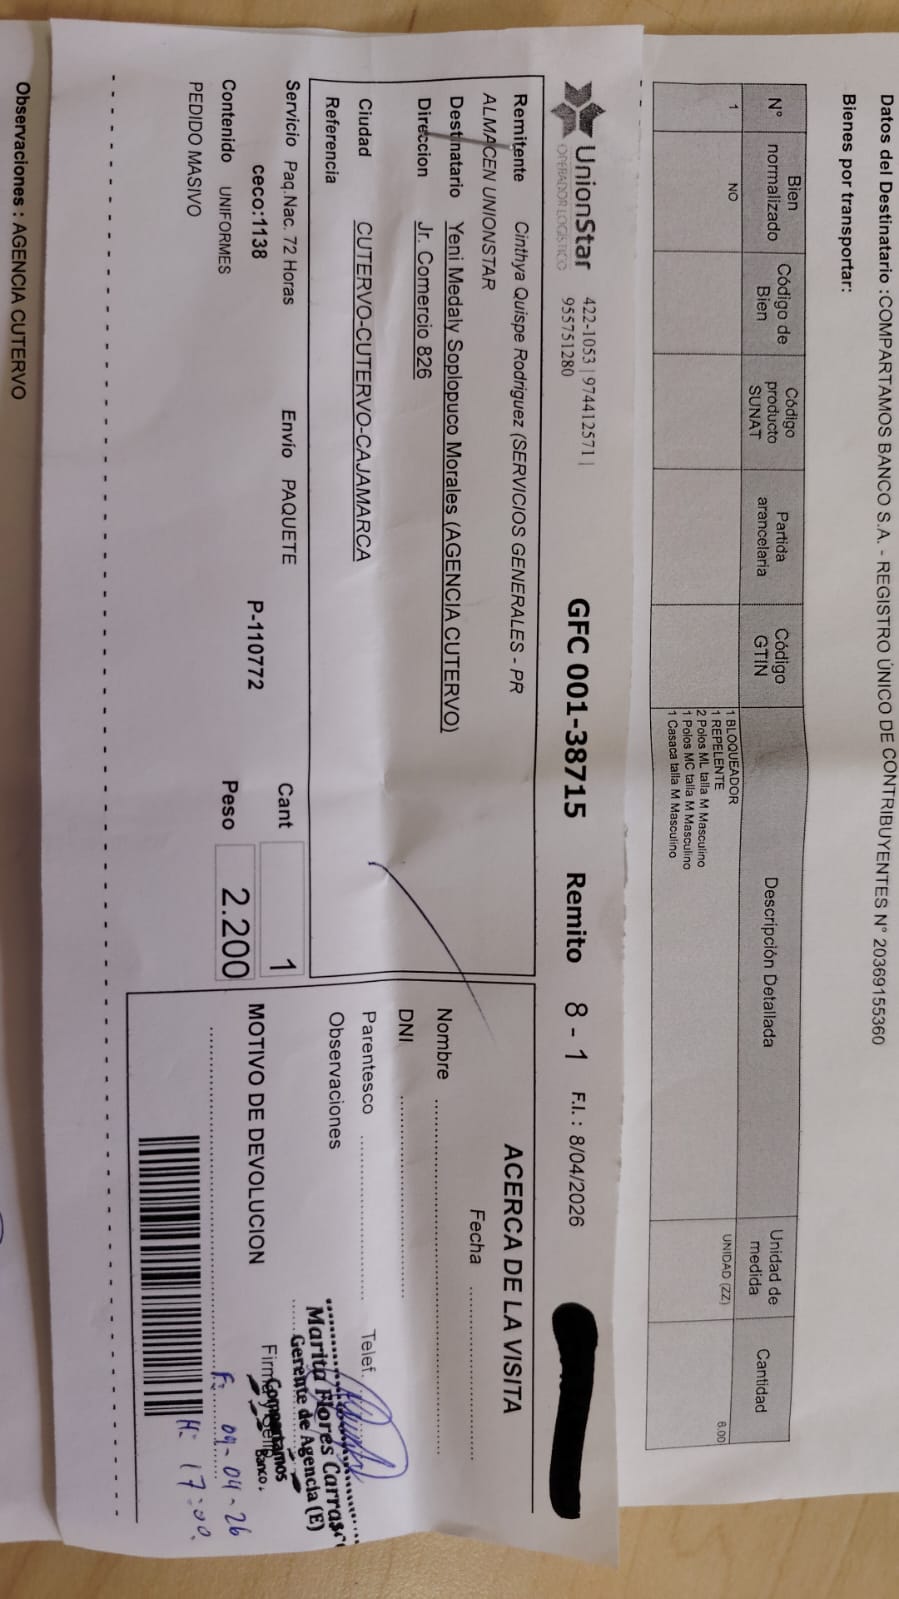 Datos del Destinatario :COMPARTAMOS BANCO S.A. - REGISTRO ÚNICO DE CONTRIBUYENTES N° 20369155360
Bienes por transportar:
N° Bien normalizado Código de Bien Código producto SUNAT Partida arancelaria Código GTIN Descripción Detallada Unidad de medida Cantidad
1 NO 1 BLOQUEADOR UNIDAD (ZZ) 6.00
1 REPELENTE
2 Polos ML talla M Masculino
1 Polos MC talla M Masculino
1 Casaca talla M Masculino
UnionStar
OPERADOR LOGÍSTICO
422-1053 | 974412571 |
955751280
GFC 001-38715 Remito 8 - 1 F.I. : 8/04/2026
Remitente Cinthya Quispe Rodriguez (SERVICIOS GENERALES - PR
ALMACEN UNIONSTAR
Destinatario Yeni Medaly Soplopuco Morales (AGENCIA CUTERVO)
Direccion Jr. Comercio 826
Ciudad CUTERVO-CUTERVO-CAJAMARCA
Referencia
Servicio Paq.Nac. 72 Horas Envío PAQUETE Cant 1
ceco:1138 P-110772
Contenido UNIFORMES Peso 2.200
PEDIDO MASIVO
ACERCA DE LA VISITA
Fecha
Nombre
DNI
Parentesco Telef.
Observaciones
Marita Flores Carrasco
Gerente de Agencia (E)
Compartamos
Banco.
MOTIVO DE DEVOLUCION Firma y Sello
F: 09-04-26
H: 17:00
Observaciones : AGENCIA CUTERVO